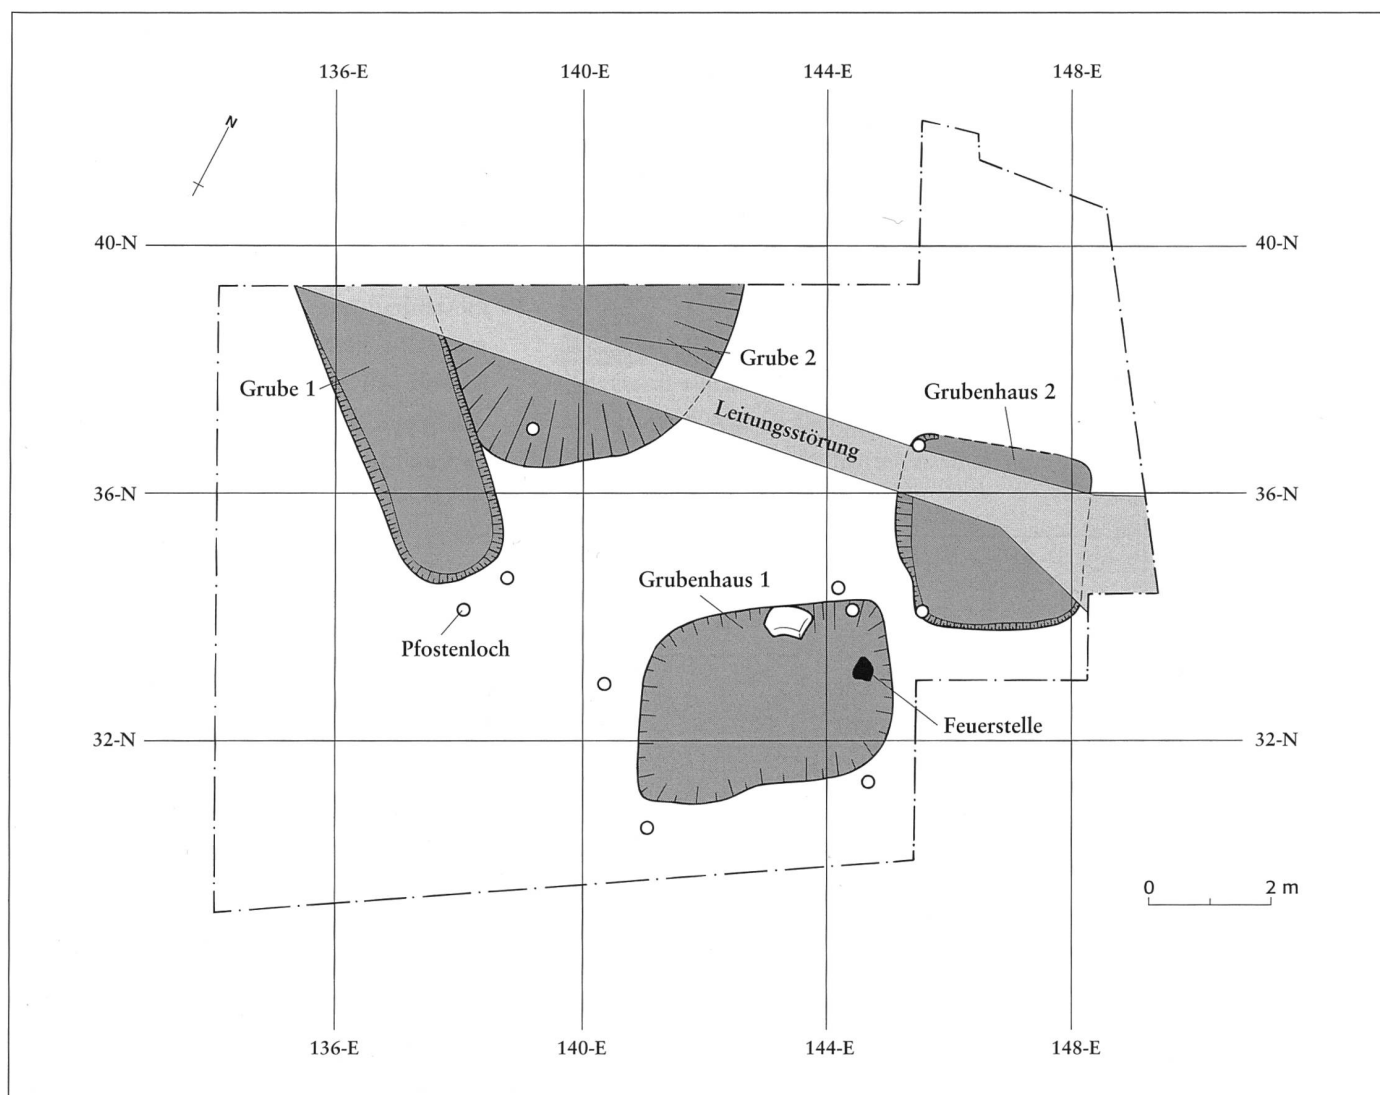 136-E 140-E 144-E 148-E
N
40-N 40-N
Grube 2
Grube 1
Grubenhaus 2
Leitungsstörung
36-N 36-N
Grubenhaus 1
Pfostenloch
Feuerstelle
32-N 32-N
0 2 m
136-E 140-E 144-E 148-E